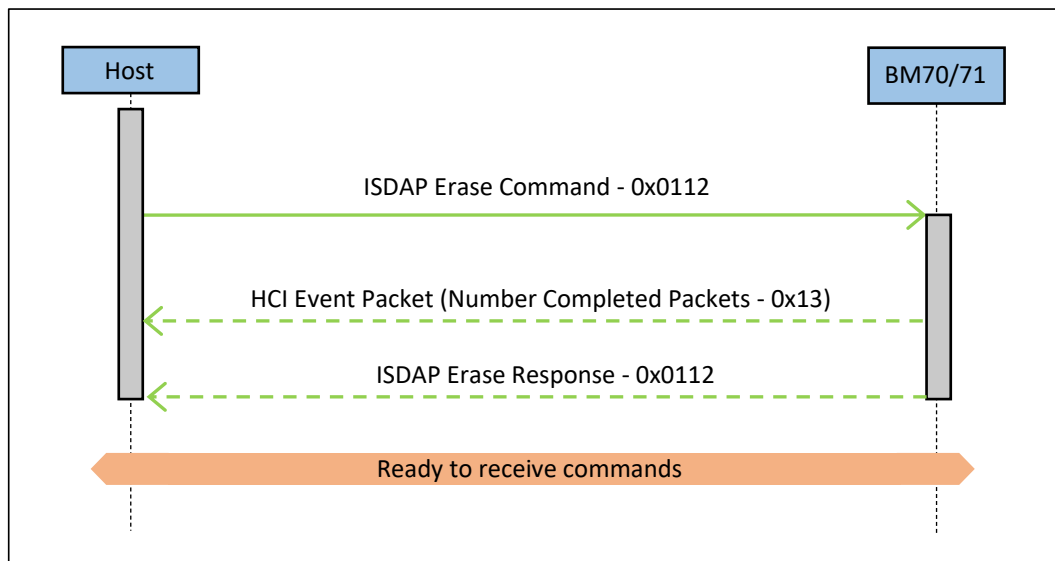 Host
BM70/71
ISDAP Erase Command - 0x0112
HCI Event Packet (Number Completed Packets - 0x13)
ISDAP Erase Response - 0x0112
Ready to receive commands